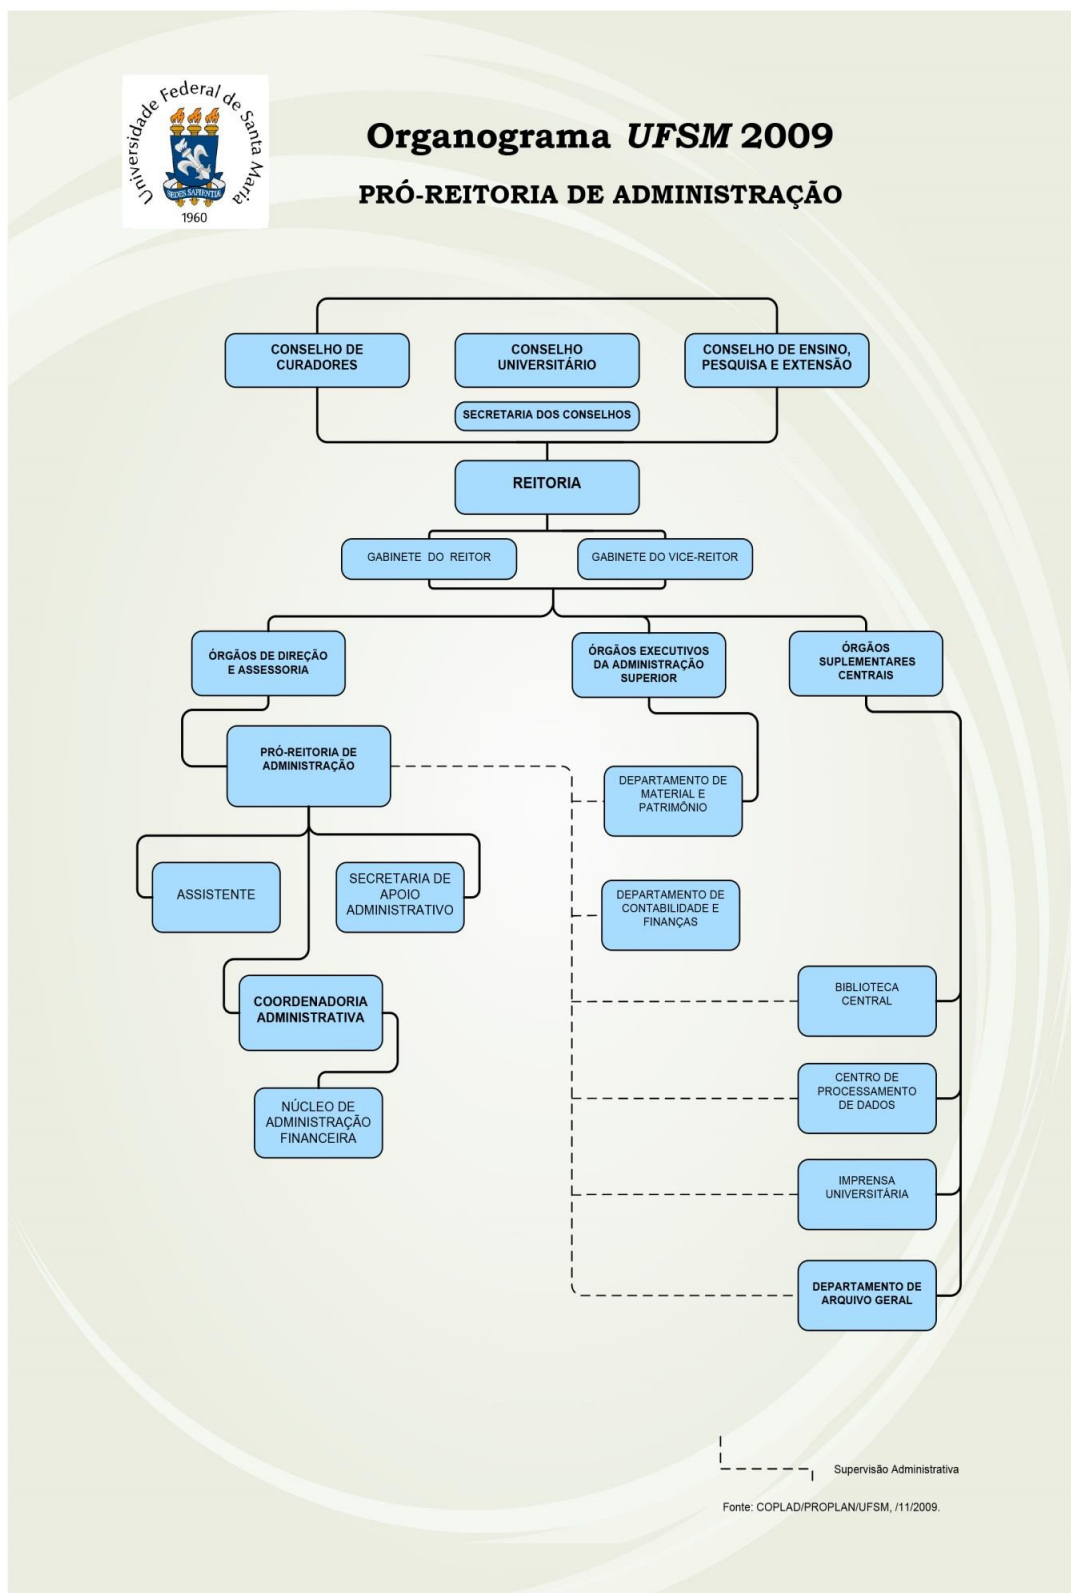 Universidade Federal de Santa Maria
SEDES SAPIENTIA
1960
Organograma UFSM 2009
PRÓ-REITORIA DE ADMINISTRAÇÃO
CONSELHO DE
CURADORES
CONSELHO
UNIVERSITÁRIO
CONSELHO DE ENSINO,
PESQUISA E EXTENSÃO
SECRETARIA DOS CONSELHOS
REITORIA
GABINETE DO REITOR
GABINETE DO VICE-REITOR
ÓRGÃOS DE DIREÇÃO
E ASSESSORIA
ÓRGÃOS EXECUTIVOS
DA ADMINISTRAÇÃO
SUPERIOR
ÓRGÃOS
SUPLEMENTARES
CENTRAIS
PRÓ-REITORIA DE
ADMINISTRAÇÃO
DEPARTAMENTO DE
MATERIAL E
PATRIMÔNIO
ASSISTENTE
SECRETARIA DE
APOIO
ADMINISTRATIVO
DEPARTAMENTO DE
CONTABILIDADE E
FINANÇAS
COORDENADORIA
ADMINISTRATIVA
BIBLIOTECA
CENTRAL
NÚCLEO DE
ADMINISTRAÇÃO
FINANCEIRA
CENTRO DE
PROCESSAMENTO
DE DADOS
IMPRENSA
UNIVERSITÁRIA
DEPARTAMENTO DE
ARQUIVO GERAL
Supervisão Administrativa
Fonte: COPLAD/PROPLAN/UFSM, /11/2009.